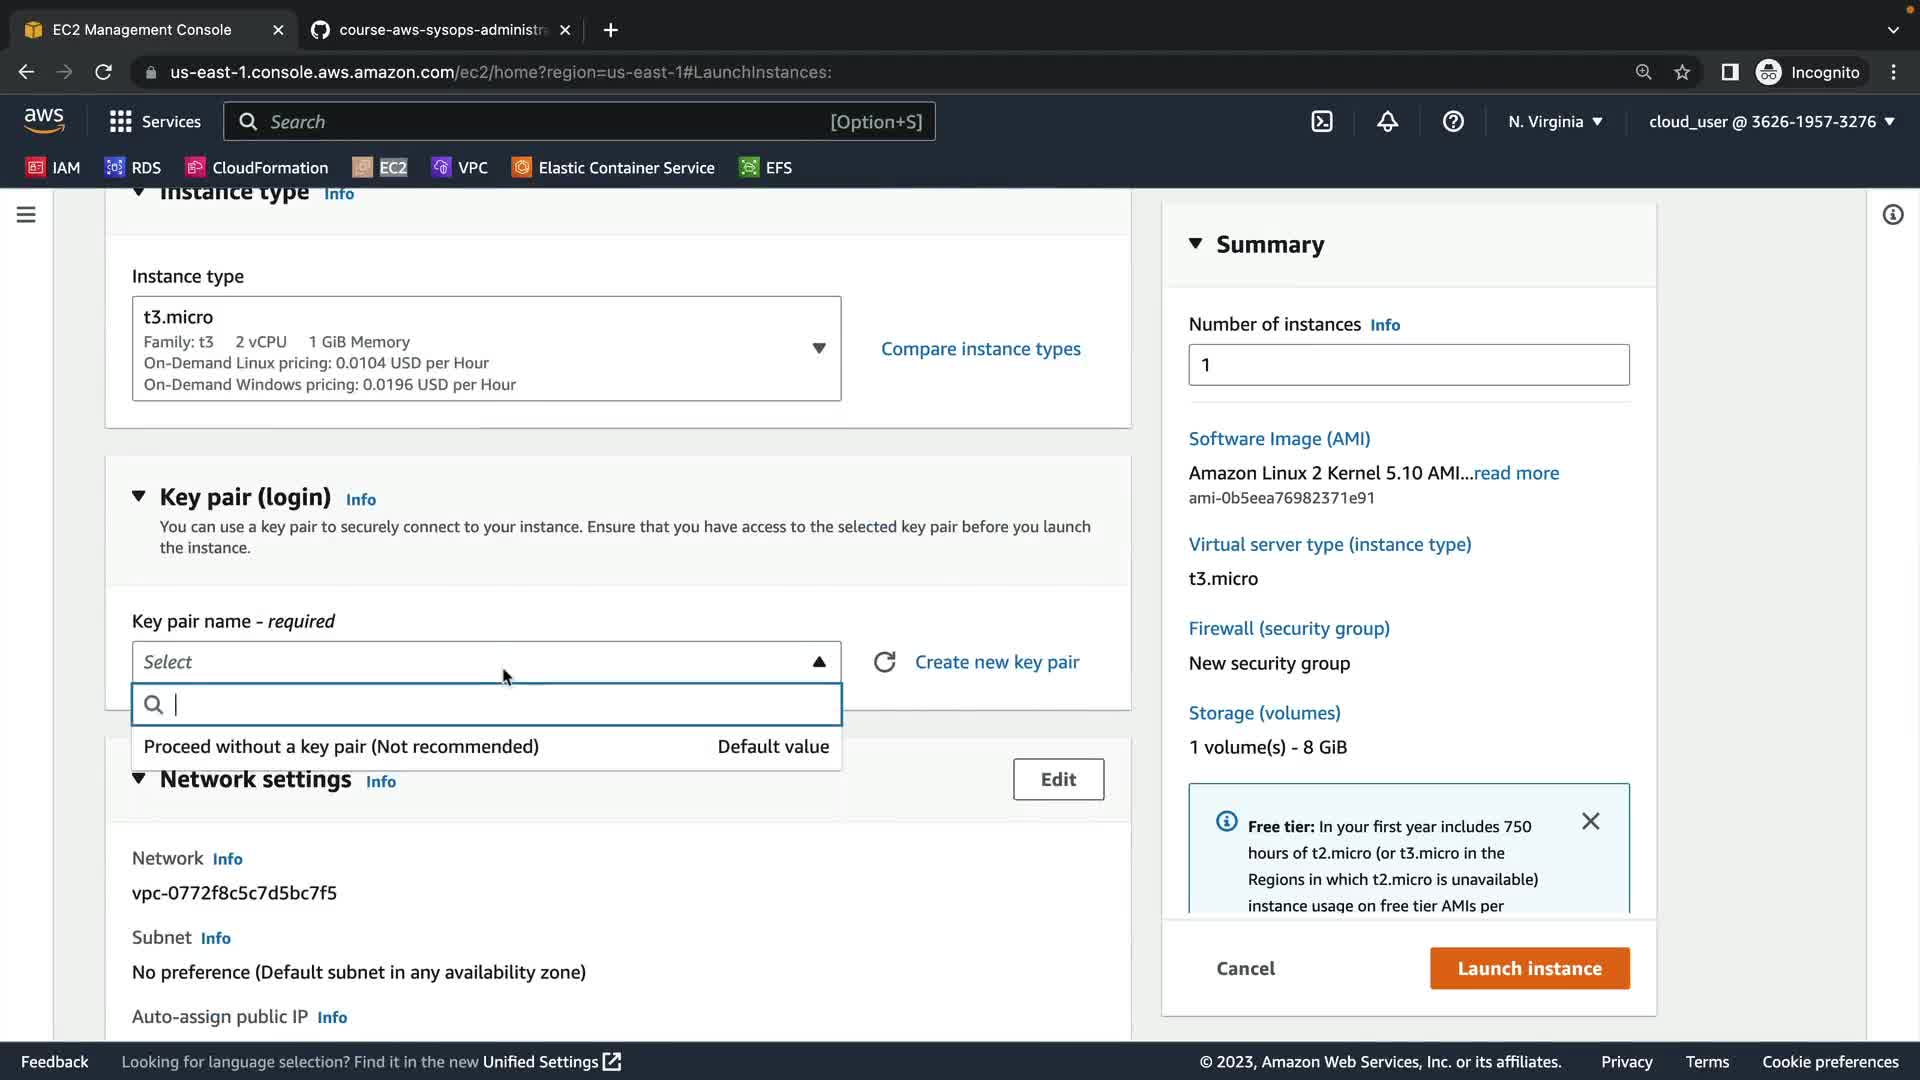 EC2 Management Console
course-aws-sysops-administr
us-east-1.console.aws.amazon.com/ec2/home?region=us-east-1#LaunchInstances:
Incognito
aws
Services
Search
[Option+S]
N. Virginia
cloud_user @ 3626-1957-3276
IAM
RDS
CloudFormation
EC2
VPC
Elastic Container Service
EFS
Instance type Info
Instance type
t3.micro
Family: t3 2 vCPU 1 GiB Memory
On-Demand Linux pricing: 0.0104 USD per Hour
On-Demand Windows pricing: 0.0196 USD per Hour
Compare instance types
Key pair (login) Info
You can use a key pair to securely connect to your instance. Ensure that you have access to the selected key pair before you launch
the instance.
Key pair name - required
Select
Create new key pair
Proceed without a key pair (Not recommended) Default value
Network settings Info
Edit
Network Info
vpc-0772f8c5c7d5bc7f5
Subnet Info
No preference (Default subnet in any availability zone)
Auto-assign public IP Info
Summary
Number of instances Info
1
Software Image (AMI)
Amazon Linux 2 Kernel 5.10 AMI...read more
ami-0b5eea76982371e91
Virtual server type (instance type)
t3.micro
Firewall (security group)
New security group
Storage (volumes)
1 volume(s) - 8 GiB
Free tier: In your first year includes 750
hours of t2.micro (or t3.micro in the
Regions in which t2.micro is unavailable)
instance usage on free tier AMIs per
Cancel
Launch instance
Feedback
Looking for language selection? Find it in the new Unified Settings
© 2023, Amazon Web Services, Inc. or its affiliates.
Privacy
Terms
Cookie preferences